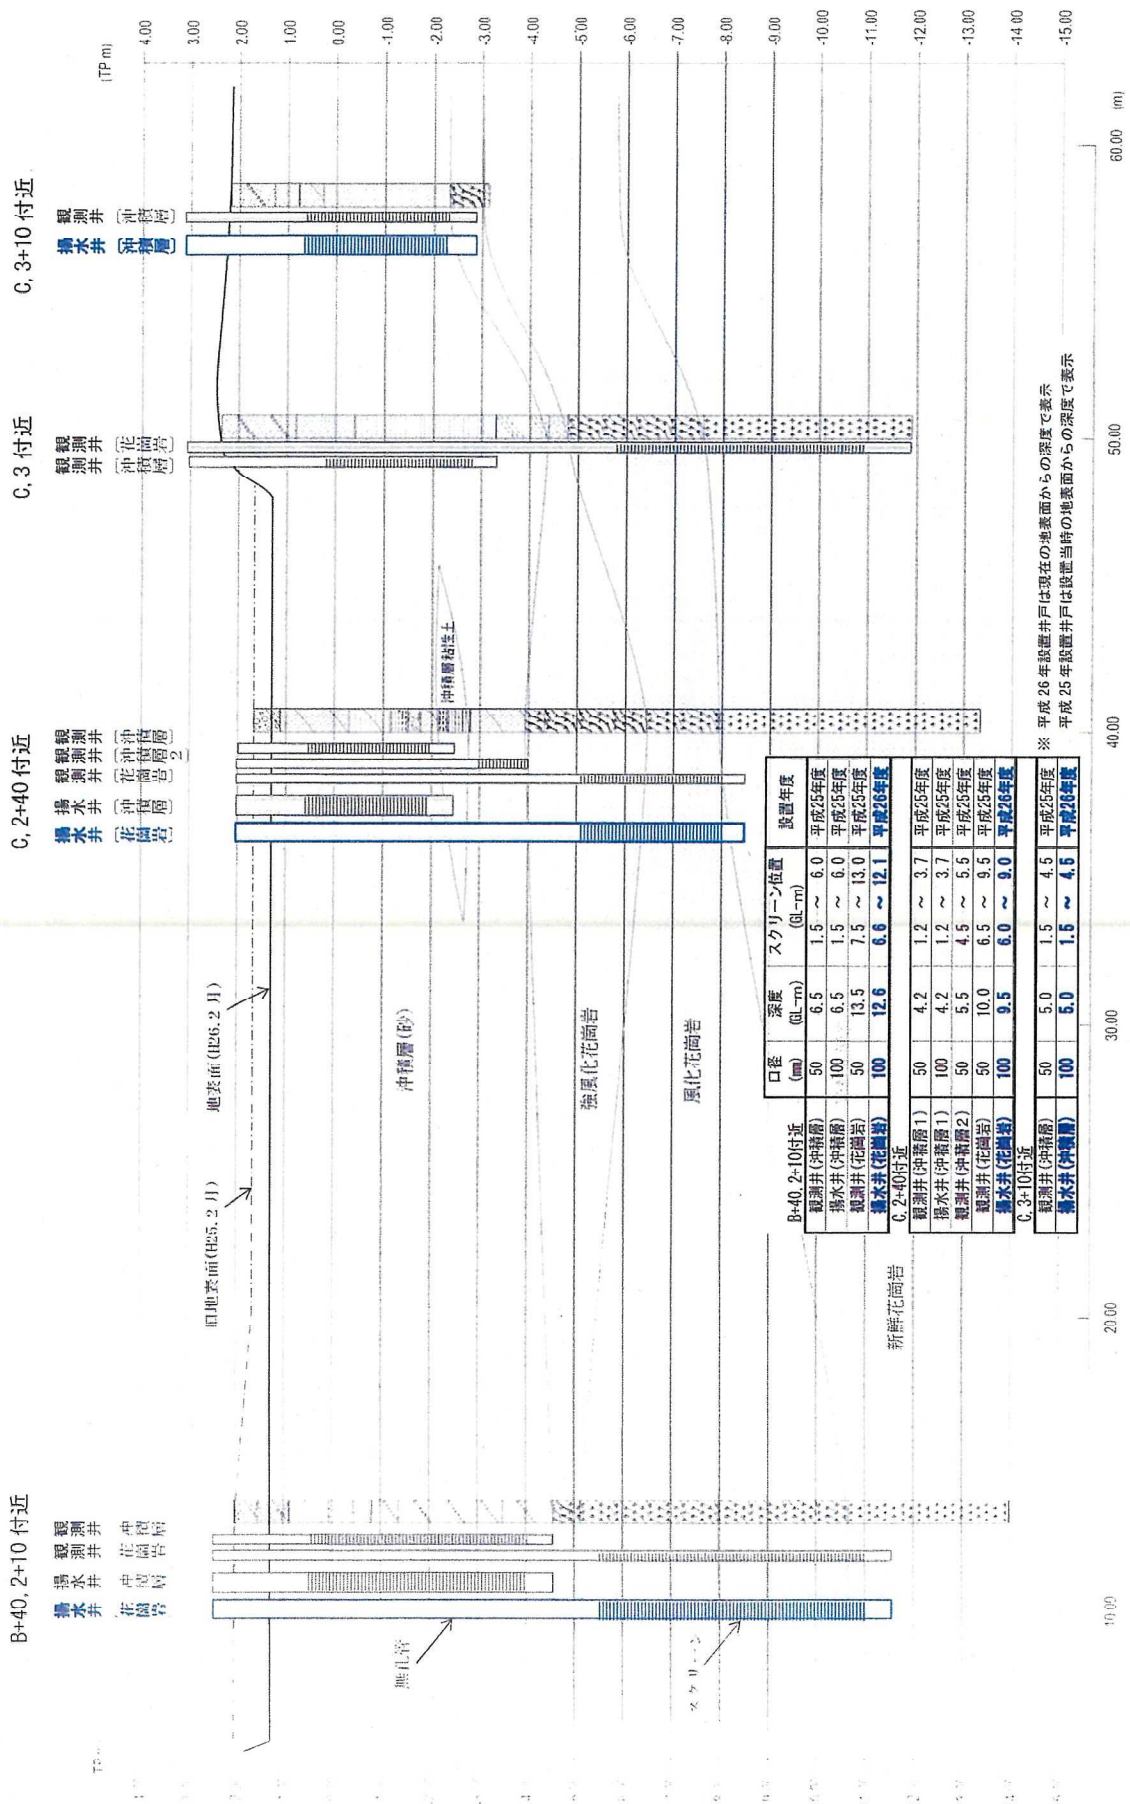 B+40, 2+10 付近
揚水井 花崗岩
揚水井 沖積層
観測井 花崗岩
観測井 沖積層
C, 2+40 付近
揚水井〔花崗岩〕
揚水井〔沖積層〕
観測井〔花崗岩〕
観測井〔沖積層2〕
観測井〔沖積層〕
C, 3 付近
観測井〔沖積層〕
観測井〔花崗岩〕
C, 3+10 付近
揚水井〔沖積層〕
観測井〔沖積層〕
(TP m)
4.00
3.00
2.00
1.00
0.00
-1.00
-2.00
-3.00
-4.00
-5.00
-6.00
-7.00
-8.00
-9.00
-10.00
-11.00
-12.00
-13.00
-14.00
-15.00
旧地表面(H25.2 月)
地表面(H26.2 月)
沖積層(砂)
沖積層粘性土
強風化花崗岩
風化花崗岩
新鮮花崗岩
無孔管
スクリーン
口径 (mm) 深度 (GL-m) スクリーン位置 (GL-m) 設置年度
B+40, 2+10付近
観測井(沖積層) 50 6.5 1.5 ~ 6.0 平成25年度
揚水井(沖積層) 100 6.5 1.5 ~ 6.0 平成25年度
観測井(花崗岩) 50 13.5 7.5 ~ 13.0 平成25年度
揚水井(花崗岩) 100 12.6 6.6 ~ 12.1 平成26年度
C, 2+40付近
観測井(沖積層1) 50 4.2 1.2 ~ 3.7 平成25年度
揚水井(沖積層1) 100 4.2 1.2 ~ 3.7 平成25年度
観測井(沖積層2) 50 5.5 4.5 ~ 5.5 平成25年度
観測井(花崗岩) 50 10.0 6.5 ~ 9.5 平成25年度
揚水井(花崗岩) 100 9.5 6.0 ~ 9.0 平成26年度
C, 3+10付近
観測井(沖積層) 50 5.0 1.5 ~ 4.5 平成25年度
揚水井(沖積層) 100 5.0 1.5 ~ 4.5 平成26年度
※ 平成 26 年設置井戸は現在の地表面からの深度で表示
平成 25 年設置井戸は設置当時の地表面からの深度で表示
10.00
20.00
30.00
40.00
50.00
60.00
(m)